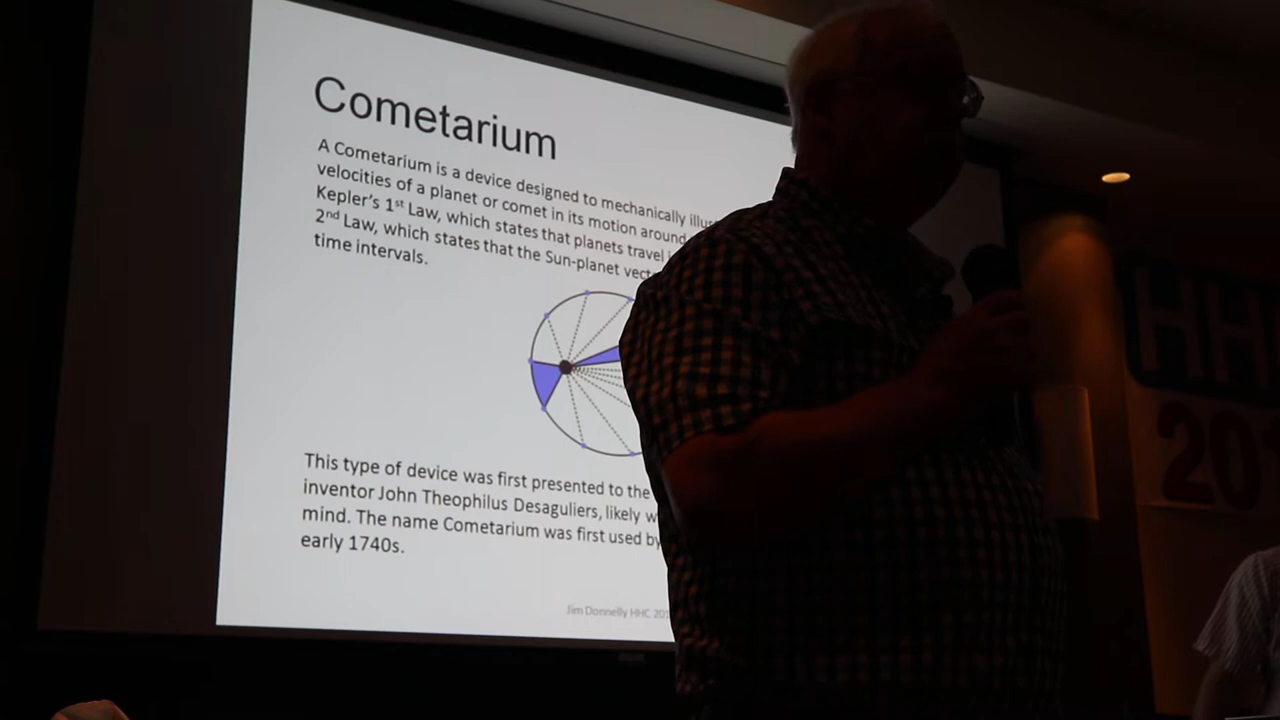 Cometarium
A Cometarium is a device designed to mechanically
velocities of a planet or comet in its motion around
Kepler's 1st Law, which states that planets travel
2nd Law, which states that the Sun-planet
time intervals.
This type of device was first presented to the
inventor John Theophilus Desaguliers, likely
mind. The name Cometarium was first used by
early 1740s.
Jim Donnelly HHC
HH
20